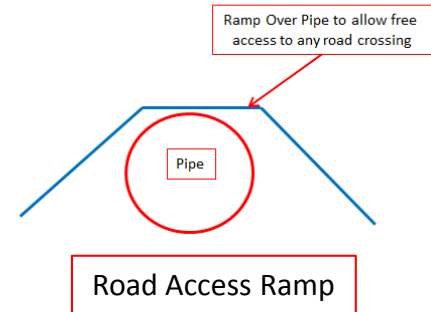 Ramp Over Pipe to allow free
access to any road crossing
Pipe
Road Access Ramp